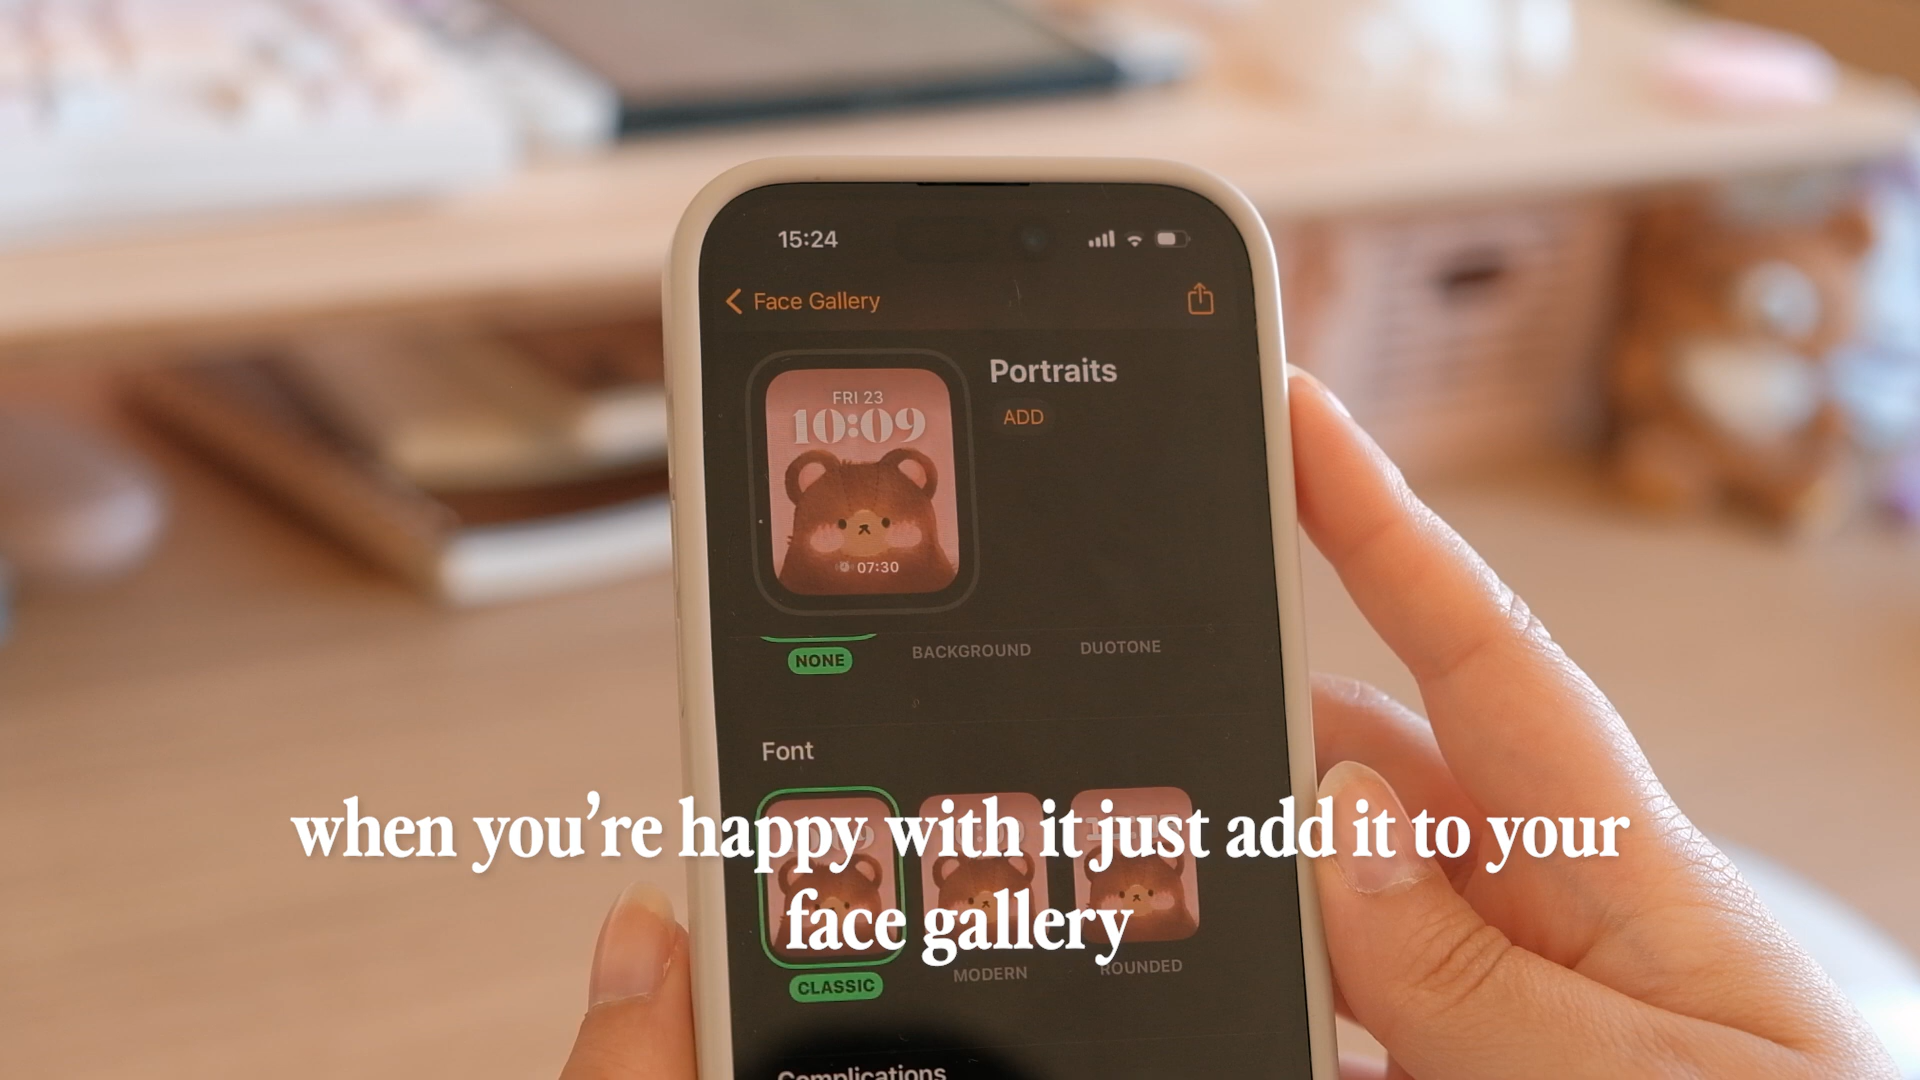 15:24
Face Gallery
Portraits
ADD
FRI 23
10:09
07:30
NONE
BACKGROUND
DUOTONE
Font
when you're happy with it just add it to your
face gallery
CLASSIC
MODERN
ROUNDED
Complications